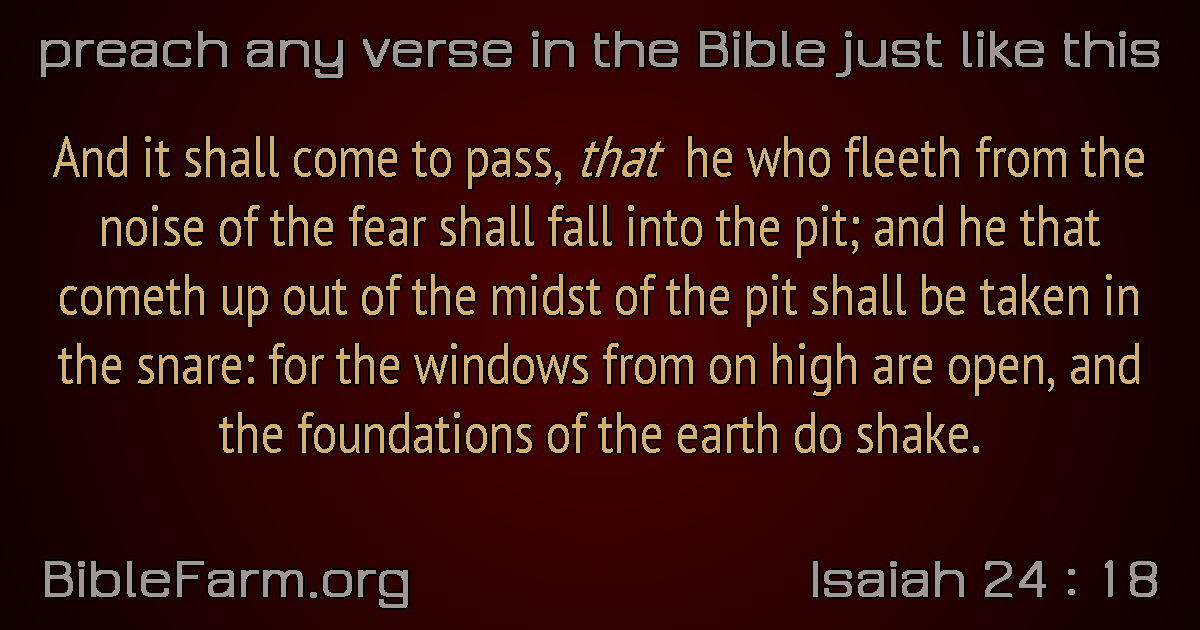 preach any verse in the Bible just like this
And it shall come to pass, that he who fleeth from the
noise of the fear shall fall into the pit; and he that
cometh up out of the midst of the pit shall be taken in
the snare: for the windows from on high are open, and
the foundations of the earth do shake.
BibleFarm.org
Isaiah 24 : 18